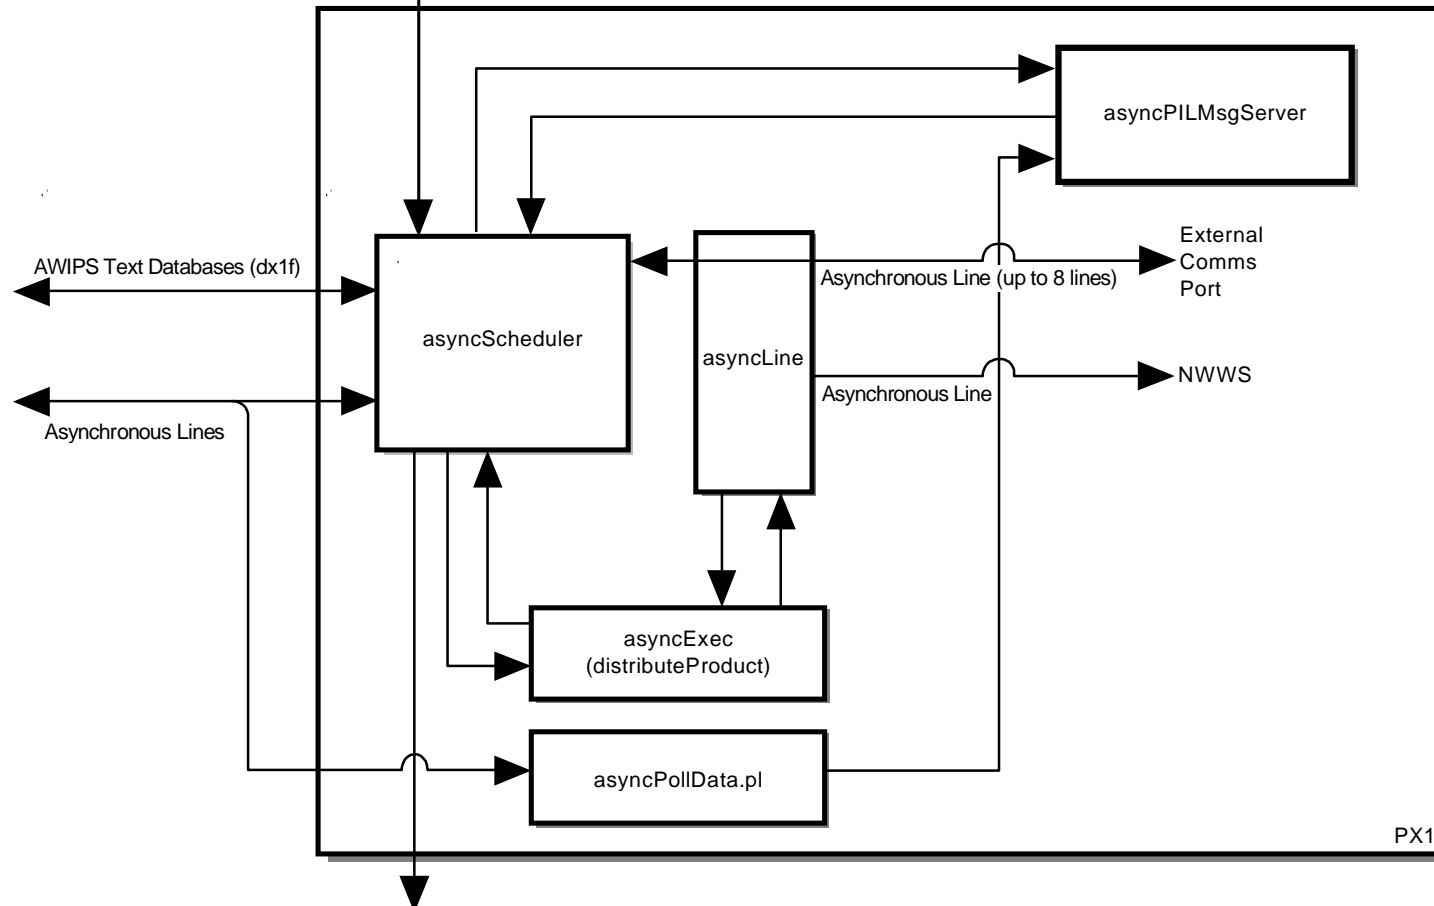 asyncPILMsgServer
External
Comms
Port
AWIPS Text Databases (dx1f)
Asynchronous Line (up to 8 lines)
asyncScheduler
asyncLine
NWWS
Asynchronous Line
Asynchronous Lines
asyncExec
(distributeProduct)
asyncPollData.pl
PX1